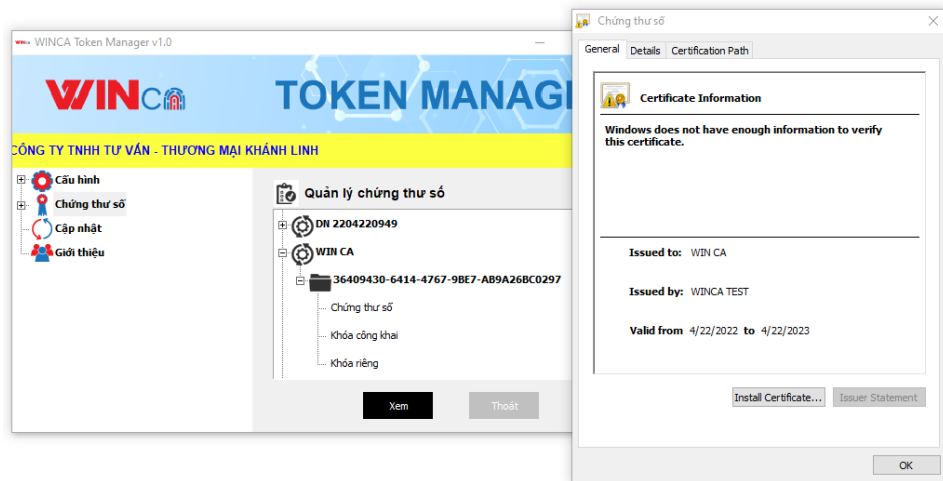 WINCA Token Manager v1.0
WINCA
TOKEN MANAGE
CÔNG TY TNHH TƯ VẤN - THƯƠNG MẠI KHÁNH LINH
Cấu hình
Chứng thư số
Cập nhật
Giới thiệu
Quản lý chứng thư số
DN 2204220949
WIN CA
36409430-6414-4767-9BE7-AB9A26BC0297
Chứng thư số
Khóa công khai
Khóa riêng
Xem
Thoát
Chứng thư số
General Details Certification Path
Certificate Information
Windows does not have enough information to verify
this certificate.
Issued to: WIN CA
Issued by: WINCA TEST
Valid from 4/22/2022 to 4/22/2023
Install Certificate... Issuer Statement
OK